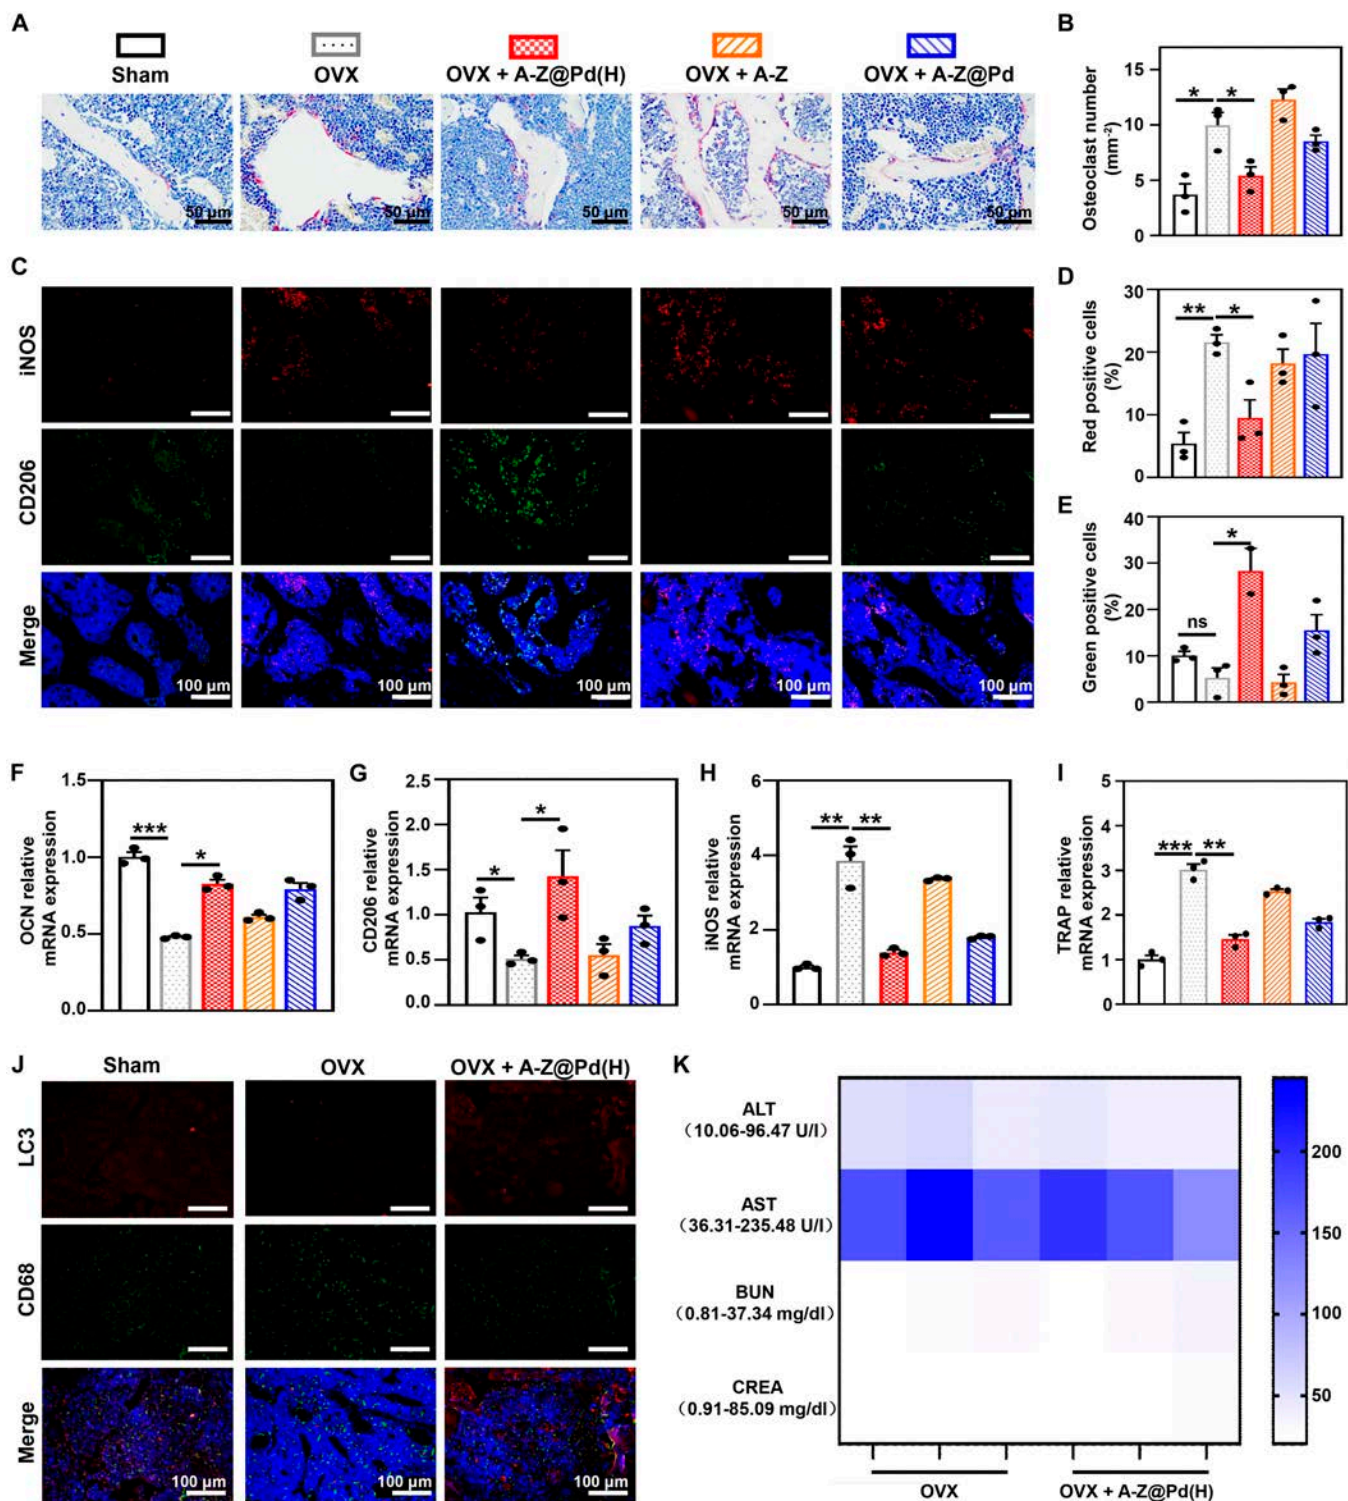 A
Sham
OVX
OVX + A-Z@Pd(H)
OVX + A-Z
OVX + A-Z@Pd
50 μm
50 μm
50 μm
50 μm
50 μm
B
Osteoclast number
(mm⁻²)
15
10
5
0
*
*
C
iNOS
CD206
Merge
100 μm
100 μm
100 μm
100 μm
100 μm
D
Red positive cells
(%)
30
20
10
0
**
*
E
Green positive cells
(%)
40
30
20
10
0
ns
*
F
OCN relative
mRNA expression
1.5
1.0
0.5
0.0
***
*
G
CD206 relative
mRNA expression
2.5
2.0
1.5
1.0
0.5
0.0
*
*
H
iNOS relative
mRNA expression
6
4
2
0
**
**
I
TRAP relative
mRNA expression
5
4
3
2
1
0
***
**
J
Sham
OVX
OVX + A-Z@Pd(H)
LC3
CD68
Merge
100 μm
100 μm
100 μm
K
ALT
（10.06-96.47 U/l）
AST
（36.31-235.48 U/l）
BUN
（0.81-37.34 mg/dl）
CREA
（0.91-85.09 mg/dl）
200
150
100
50
OVX
OVX + A-Z@Pd(H)